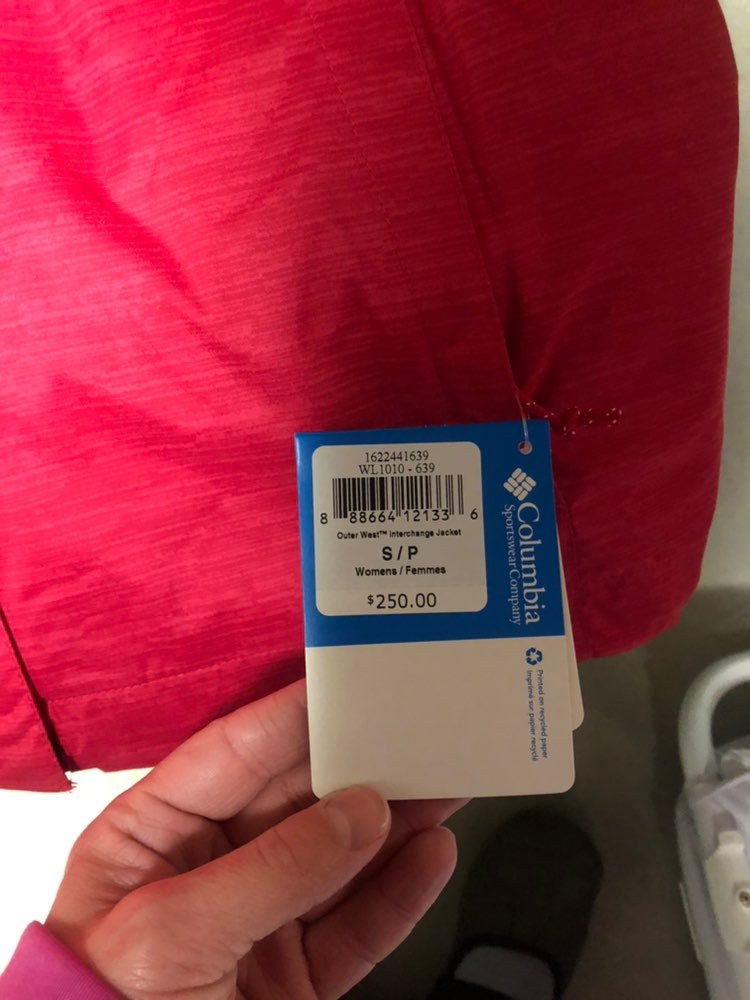 1622441639
WL1010 - 639
8 88664 12133 6
Outer West™ Interchange Jacket
S / P
Womens / Femmes
$250.00
Columbia
Sportswear Company
Printed on recycled paper
Imprimé sur papier recyclé